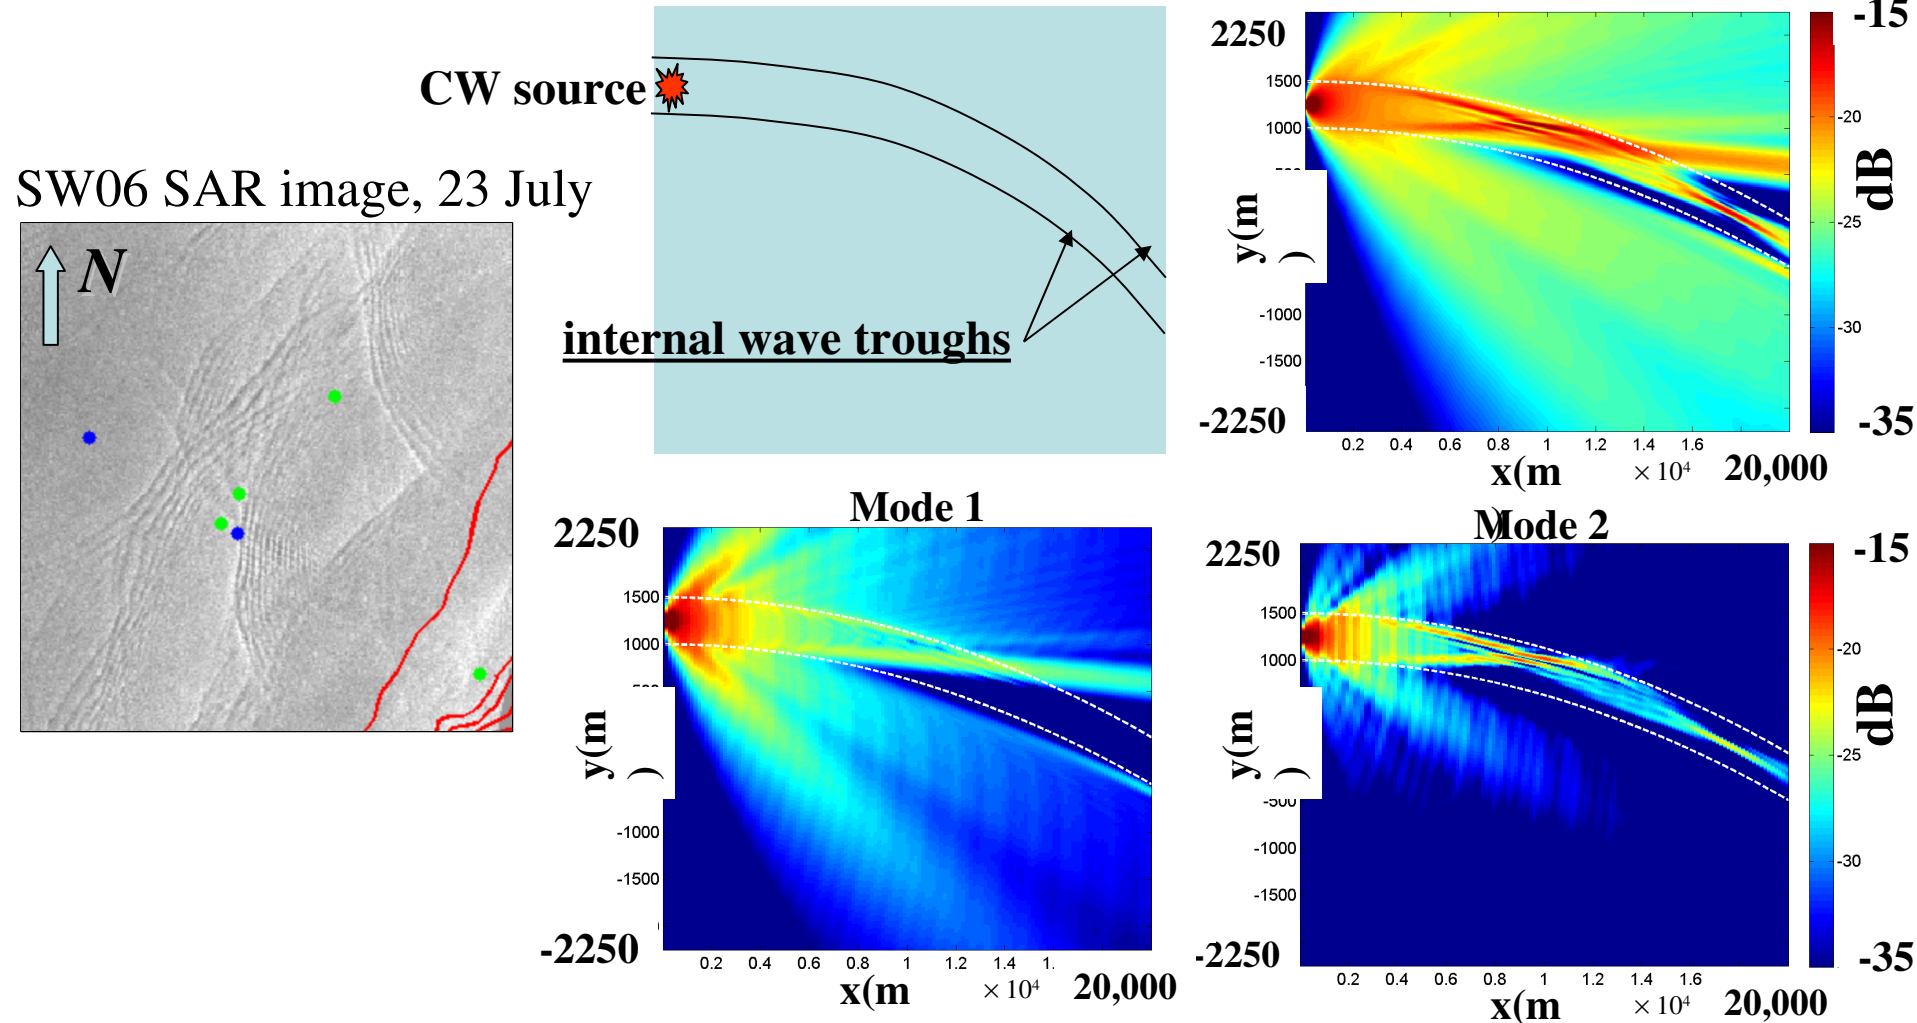 CW source
internal wave troughs
SW06 SAR image, 23 July
N
2250
1500
1000
-1000
-1500
-2250
y(m
)
0.2 0.4 0.6 0.8 1 1.2 1.4 1.6
x(m
× 10⁴
20,000
)
-15
-20
-25
-30
-35
dB
Mode 1
2250
1500
1000
-1000
-1500
-2250
y(m
)
0.2 0.4 0.6 0.8 1 1.2 1.4 1.
x(m
× 10⁴
20,000
Mode 2
2250
1500
1000
-500
-1000
-1500
-2250
y(m
)
0.2 0.4 0.6 0.8 1 1.2 1.4 1.6
x(m
× 10⁴
20,000
-15
-20
-25
-30
-35
dB